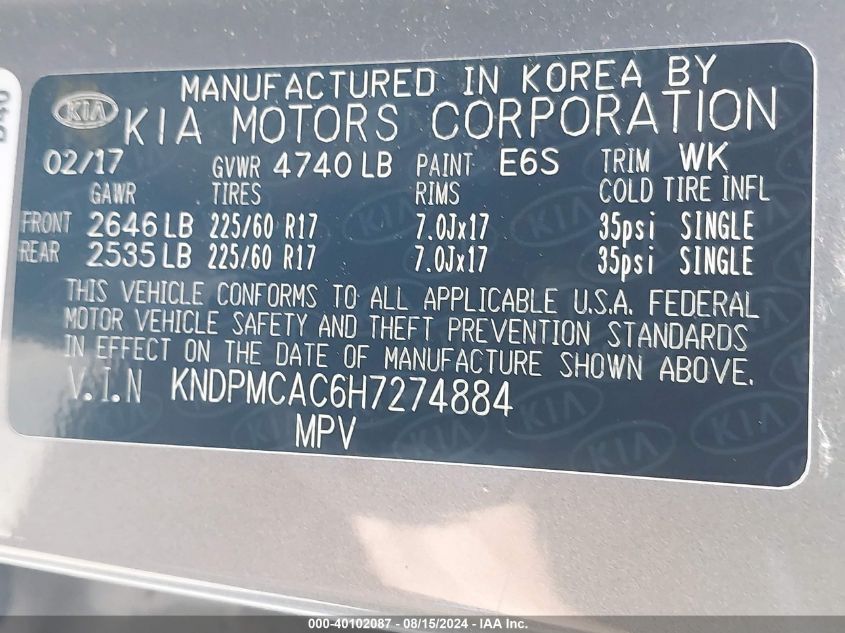 MANUFACTURED IN KOREA BY
KIA KIA MOTORS CORPORATION
02/17 GVWR 4740 LB PAINT E6S TRIM WK
GAWR TIRES RIMS COLD TIRE INFL
FRONT 2646 LB 225/60 R17 7.0Jx17 35psi SINGLE
REAR 2535 LB 225/60 R17 7.0Jx17 35psi SINGLE
THIS VEHICLE CONFORMS TO ALL APPLICABLE U.S.A. FEDERAL
MOTOR VEHICLE SAFETY AND THEFT PREVENTION STANDARDS
IN EFFECT ON THE DATE OF MANUFACTURE SHOWN ABOVE.
V.I.N KNDPMCAC6H7274884
MPV
000-40102087 - 08/15/2024 - IAA Inc.